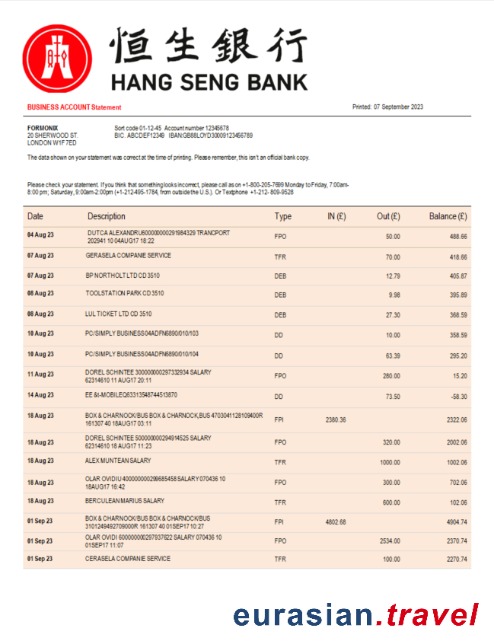 恒生銀行
HANG SENG BANK
BUSINESS ACCOUNT Statement Printed: 07 September 2023
FORMONIX Sort code 01-12-45 Account number 12345678
20 SHERWOOD ST. BIC: ABCDEF12349 IBAN:GB88LOYD30009123456789
LONDON W1F7ED
The data shown on your statement was correct at the time of printing. Please remember, this isn't an official bank copy.
Please check your statement. If you think that something looks incorrect, please call us on +1-800-205-7699 Monday to Friday, 7:00am-
8:00 pm; Saturday, 9:00am-2:00pm (+1-212-495-1784, from outside the U.S.). Or Textphone +1-212-809-9528
Date Description Type IN (£) Out (£) Balance (£)
04 Aug 23 DUTCA ALEXANDRU60000000291984329 TRANCPORT FPO 50.00 488.66
202941 10 04AUG17 18:22
07 Aug 23 GERASELA COMPANIE SERVICE TFR 70.00 418.66
07 Aug 23 BP NORTHOLT LTD CD 3510 DEB 12.79 405.87
08 Aug 23 TOOLSTATION PARK CD 3510 DEB 9.98 395.89
08 Aug 23 LUL TICKET LTD CD 3510 DEB 27.30 368.59
18 Aug 23 PC/SIMPLY BUSINESS04ADFN6890/010/103 DD 10.00 358.59
18 Aug 23 PC/SIMPLY BUSINESS04ADFN6890/010/104 DD 63.39 295.20
11 Aug 23 DOREL SCHINTEE 300000000297332934 SALARY FPO 280.00 15.20
62314610 11 AUG17 20:11
14 Aug 23 EE &t-MOBILEQ63313548744513870 DD 73.50 -58.30
18 Aug 23 BOX & CHARNOCK/BUS BOX & CHARNOCK,BUS 4703041128109400R FPI 2380.36 2322.06
161307 40 18AUG17 03:11
18 Aug 23 DOREL SCHINTEE 500000000294914525 SALARY FPO 320.00 2002.06
62314610 18 AUG17 11:23
18 Aug 23 ALEX MUNTEAN SALARY TFR 1000.00 1002.06
18 Aug 23 OLAR OVIDIU 400000000299685458 SALARY 070436 10 FPO 300.00 702.06
18AUG17 16:42
18 Aug 23 BERCULEAN MARIUS SALARY TFR 600.00 102.06
01 Sep 23 BOX & CHARNOCK/BUS BOX & CHARNOCK/BUS FPI 4802.68 4904.74
3101249492709000R 161307 40 01SEP17 10:27
01 Sep 23 OLAR OVIDI 600000000297937622 SALARY 070436 10 FPO 2534.00 2370.74
01SEP17 11:07
01 Sep 23 CERASELA COMPANIE SERVICE TFR 100.00 2270.74
eurasian.travel